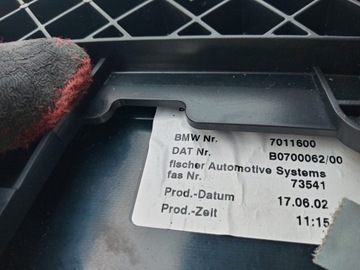 BMW Nr. 7011600
DAT Nr. B0700062/00
fischer Automotive Systems
fas Nr. 73541
Prod.-Datum 17.06.02
Prod.-Zeit 11:15